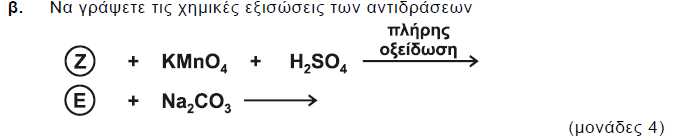 β. Να γράψετε τις χημικές εξισώσεις των αντιδράσεων
Z + KMnO4 + H2SO4 πλήρης οξείδωση
E + Na2CO3
(μονάδες 4)